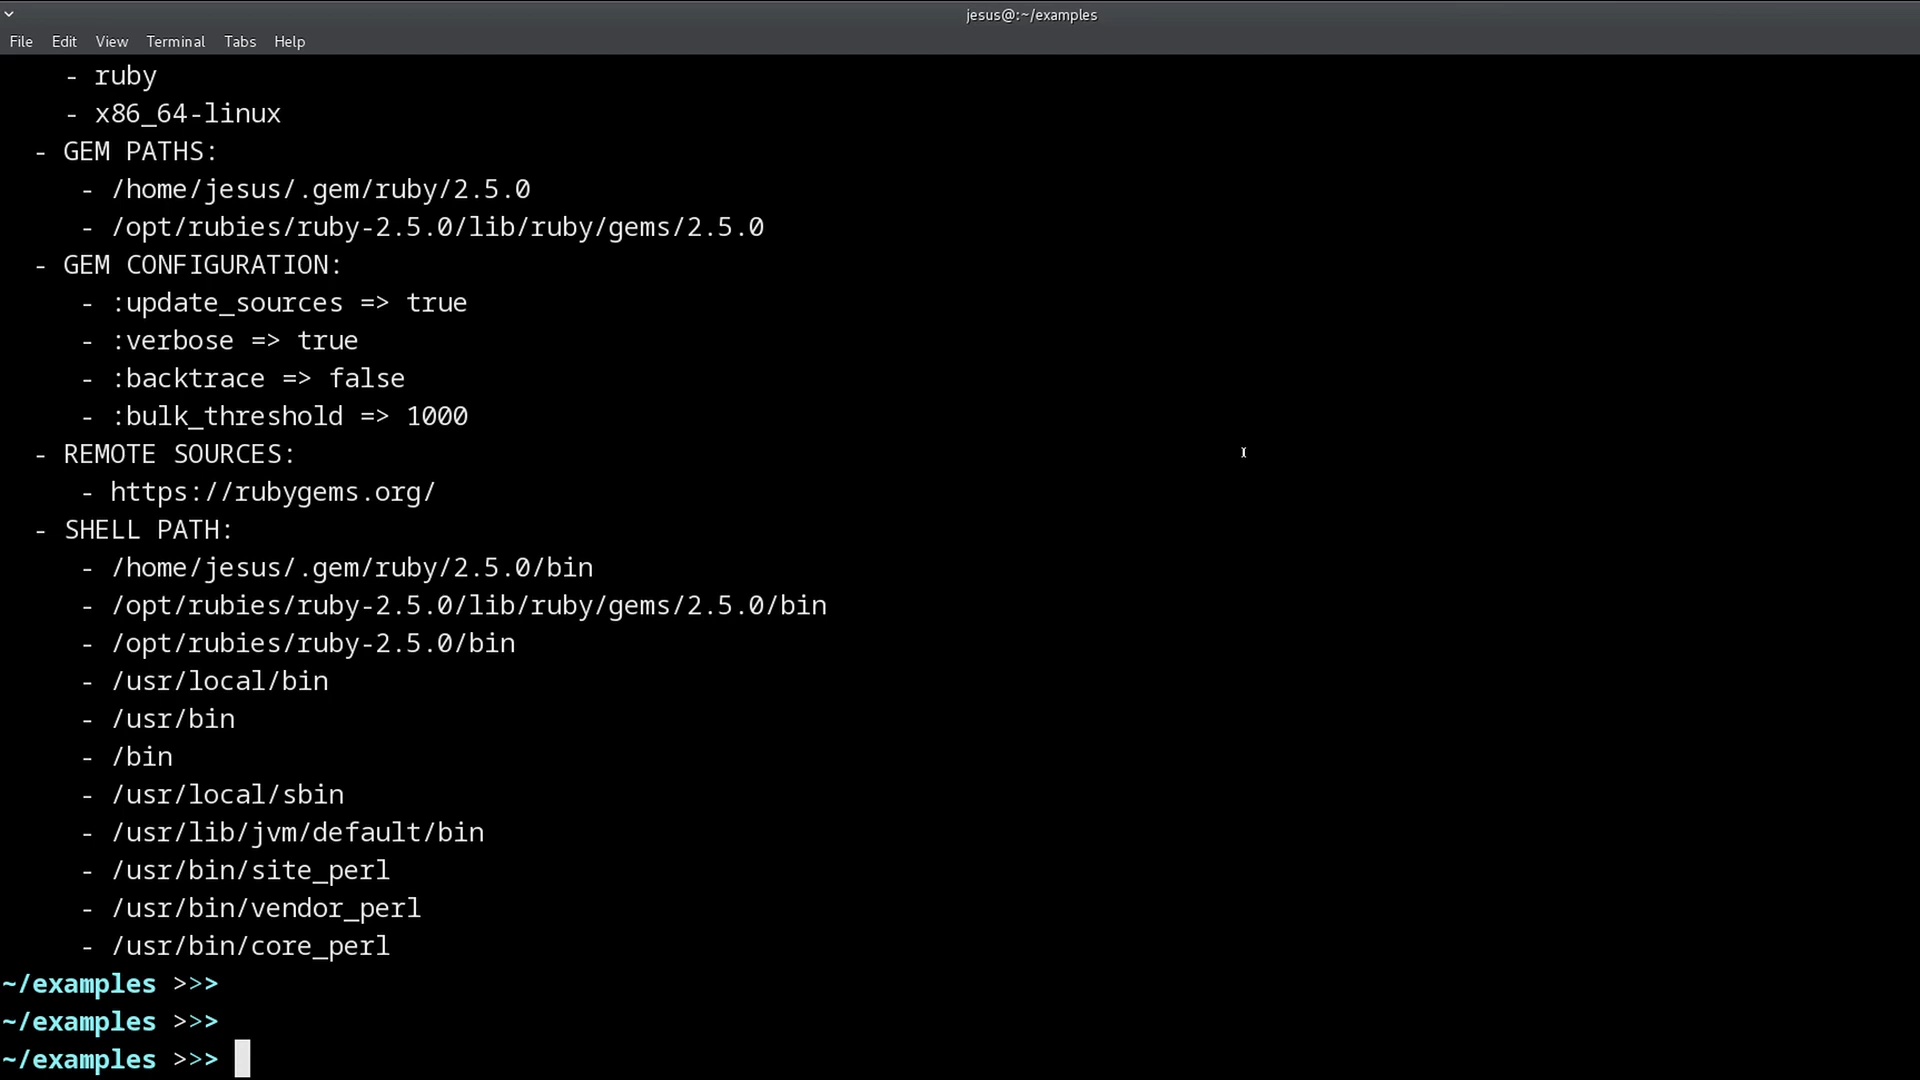 jesus@:~/examples
File Edit View Terminal Tabs Help
- ruby
- x86_64-linux
- GEM PATHS:
- /home/jesus/.gem/ruby/2.5.0
- /opt/rubies/ruby-2.5.0/lib/ruby/gems/2.5.0
- GEM CONFIGURATION:
- :update_sources => true
- :verbose => true
- :backtrace => false
- :bulk_threshold => 1000
- REMOTE SOURCES:
- https://rubygems.org/
- SHELL PATH:
- /home/jesus/.gem/ruby/2.5.0/bin
- /opt/rubies/ruby-2.5.0/lib/ruby/gems/2.5.0/bin
- /opt/rubies/ruby-2.5.0/bin
- /usr/local/bin
- /usr/bin
- /bin
- /usr/local/sbin
- /usr/lib/jvm/default/bin
- /usr/bin/site_perl
- /usr/bin/vendor_perl
- /usr/bin/core_perl
~/examples >>>
~/examples >>>
~/examples >>>